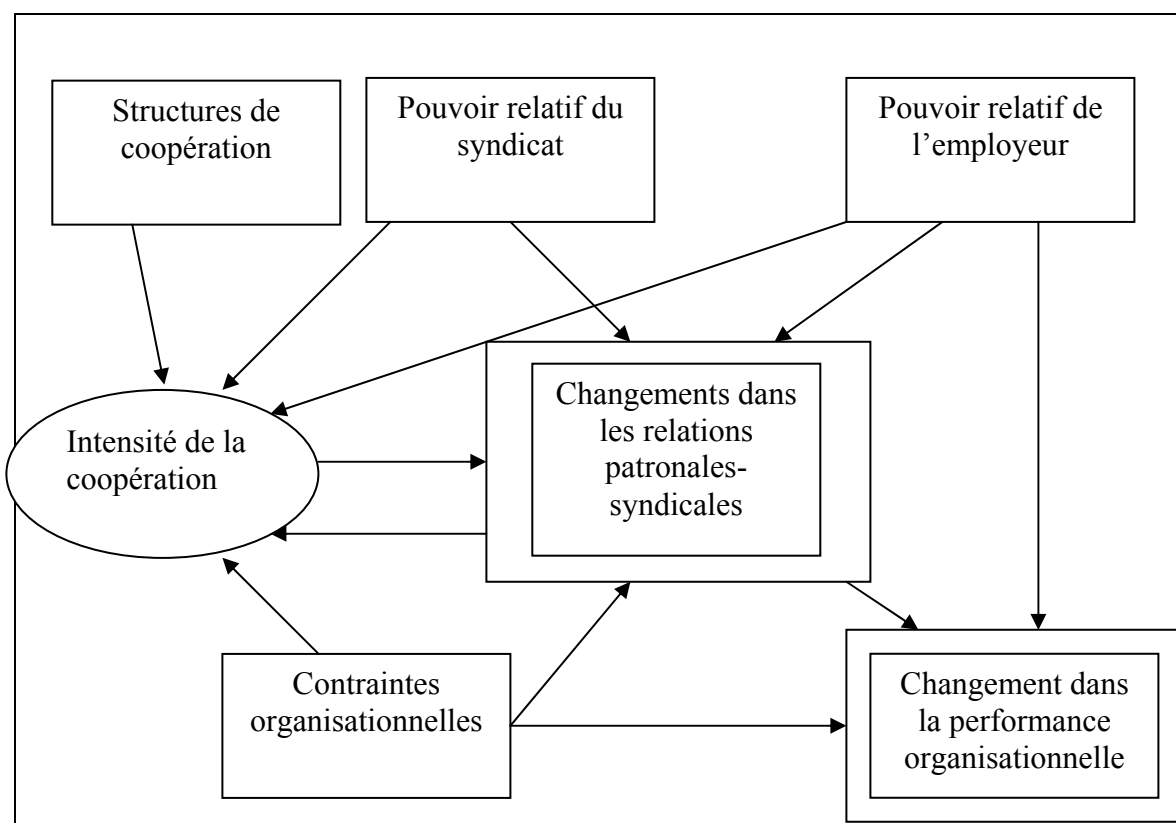 Structures de
coopération
Pouvoir relatif du
syndicat
Pouvoir relatif de
l’employeur
Intensité de la
coopération
Changements dans
les relations
patronales-
syndicales
Contraintes
organisationnelles
Changement dans
la performance
organisationnelle